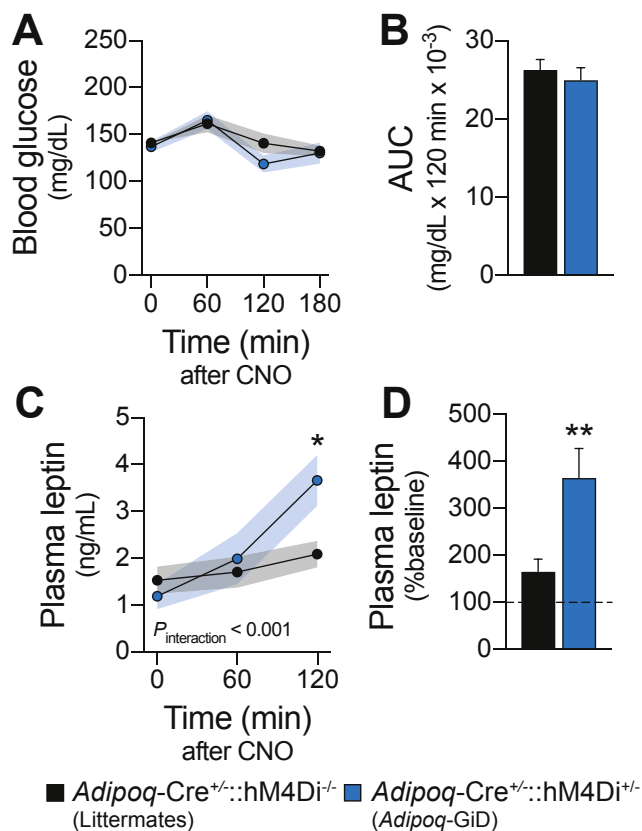 A
Blood glucose
(mg/dL)
250
200
150
100
50
0
0 60 120 180
Time (min)
after CNO
B
AUC
(mg/dL x 120 min x 10⁻³)
30
20
10
0
C
Plasma leptin
(ng/mL)
5
4
3
2
1
0
*
P interaction < 0.001
0 60 120
Time (min)
after CNO
D
Plasma leptin
(%baseline)
500
400
300
200
100
0
**
Adipoq-Cre⁺/⁻::hM4Di⁻/⁻
(Littermates)
Adipoq-Cre⁺/⁻::hM4Di⁺/⁻
(Adipoq-GiD)